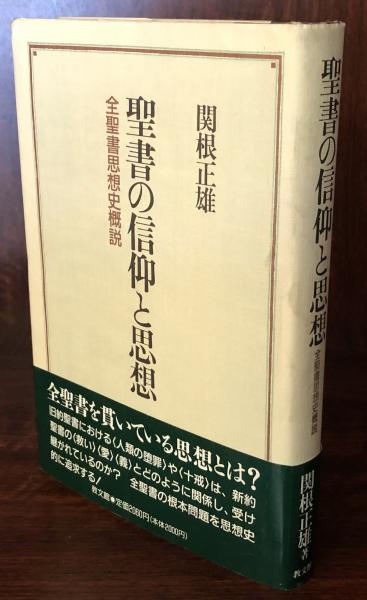 関根正雄
聖書の信仰と思想
全聖書思想史概説
全聖書を貫いている思想とは?
旧約聖書における〈人類の堕罪〉や〈十戒〉は、新約
聖書の〈救い〉〈愛〉〈義〉とどのように関係し、受け
継がれているのか? 全聖書の根本問題を思想史
的に追求する!
教文館●定価2060円(本体2000円)
聖書の信仰と思想
全聖書思想史概説
関根正雄著
教文館